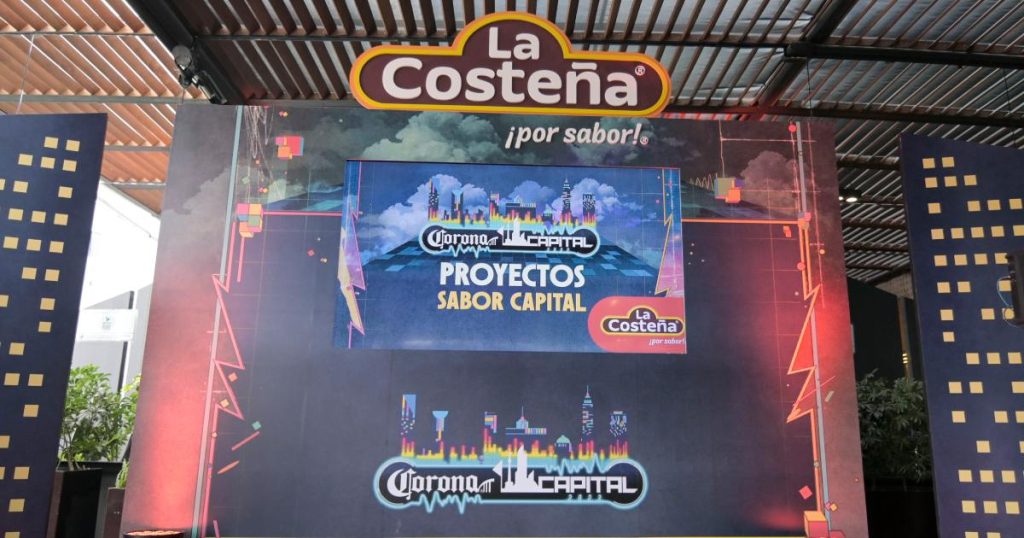 La
Costeña®
¡por sabor!®
Corona CAPITAL
PROYECTOS
SABOR CAPITAL
La
Costeña
¡por sabor!
Corona CAPITAL